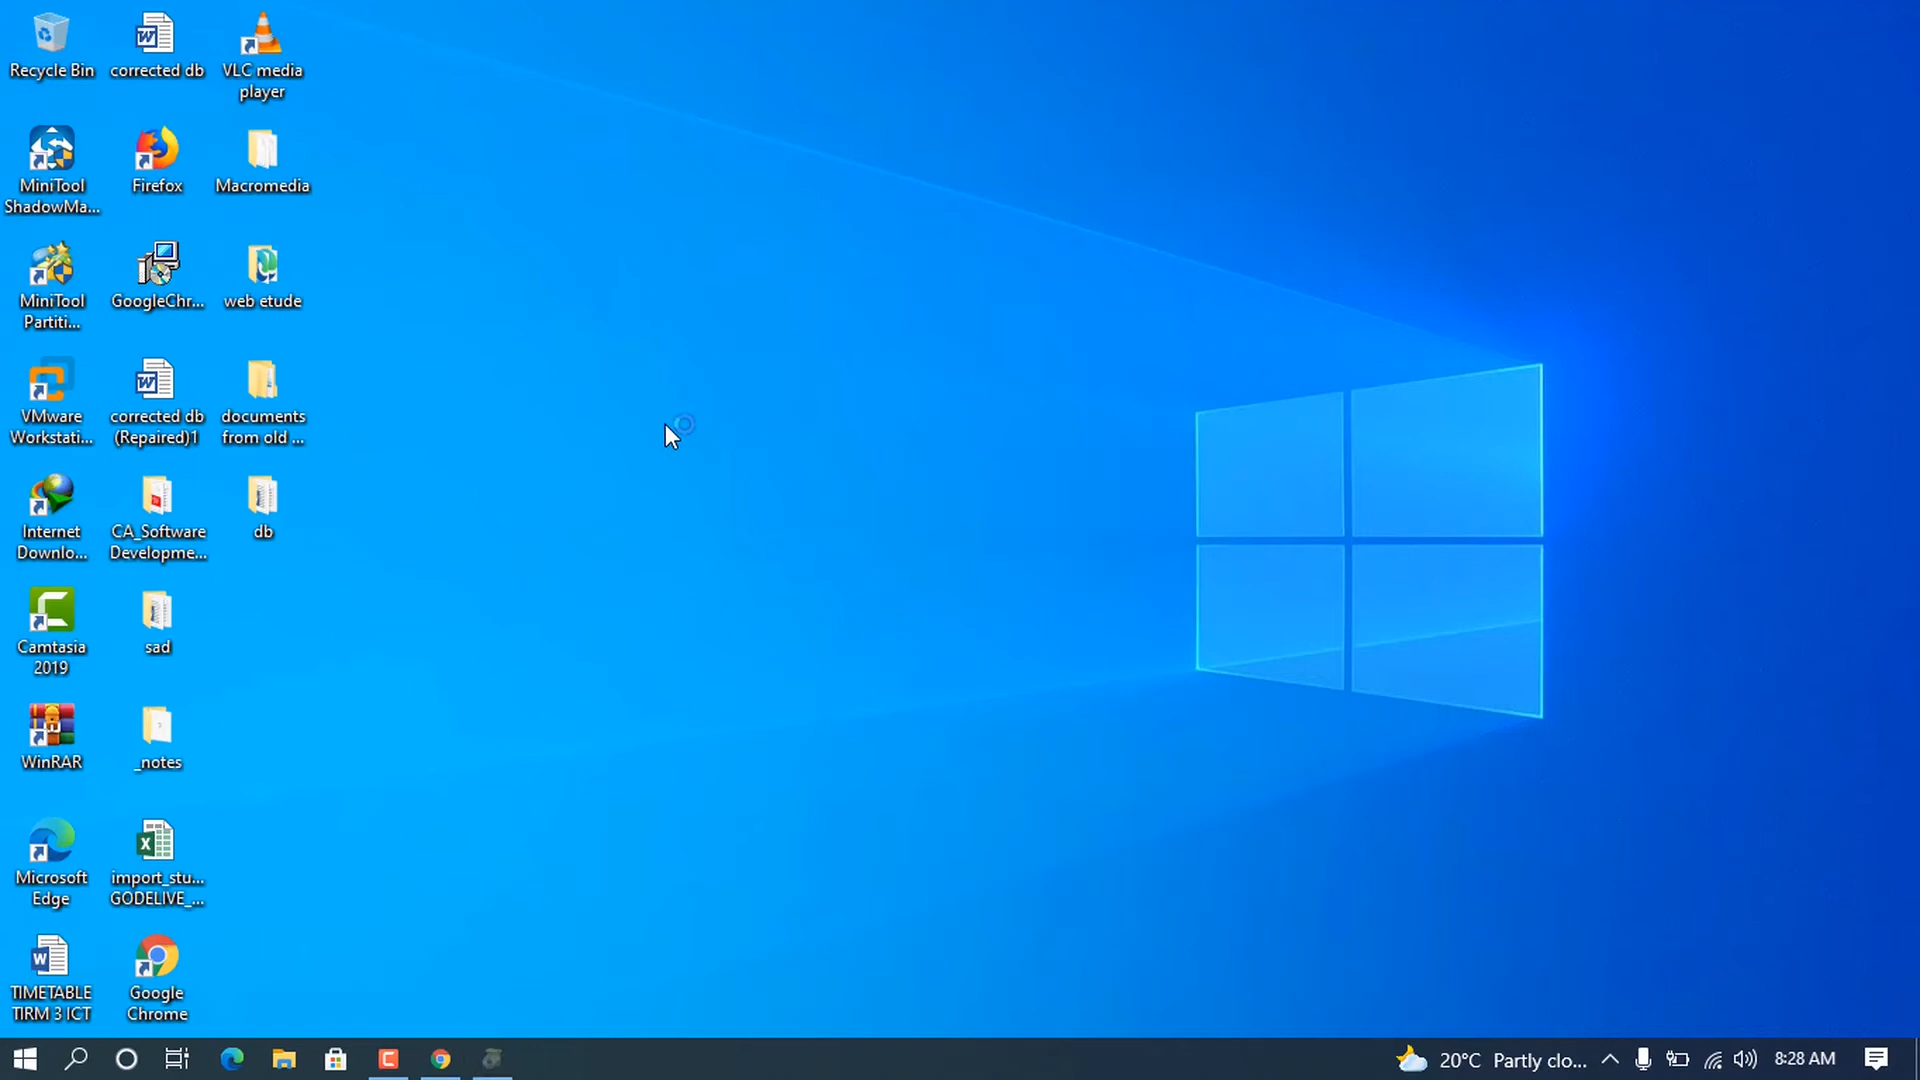 Recycle Bin
corrected db
VLC media
player
MiniTool
ShadowMa...
Firefox
Macromedia
MiniTool
Partiti...
GoogleChr...
web etude
VMware
Workstati...
corrected db
(Repaired)1
documents
from old ...
Internet
Downlo...
CA_Software
Developme...
db
Camtasia
2019
sad
WinRAR
_notes
Microsoft
Edge
import_stu...
GODELIVE_...
TIMETABLE
TIRM 3 ICT
Google
Chrome
20°C Partly clo...
8:28 AM